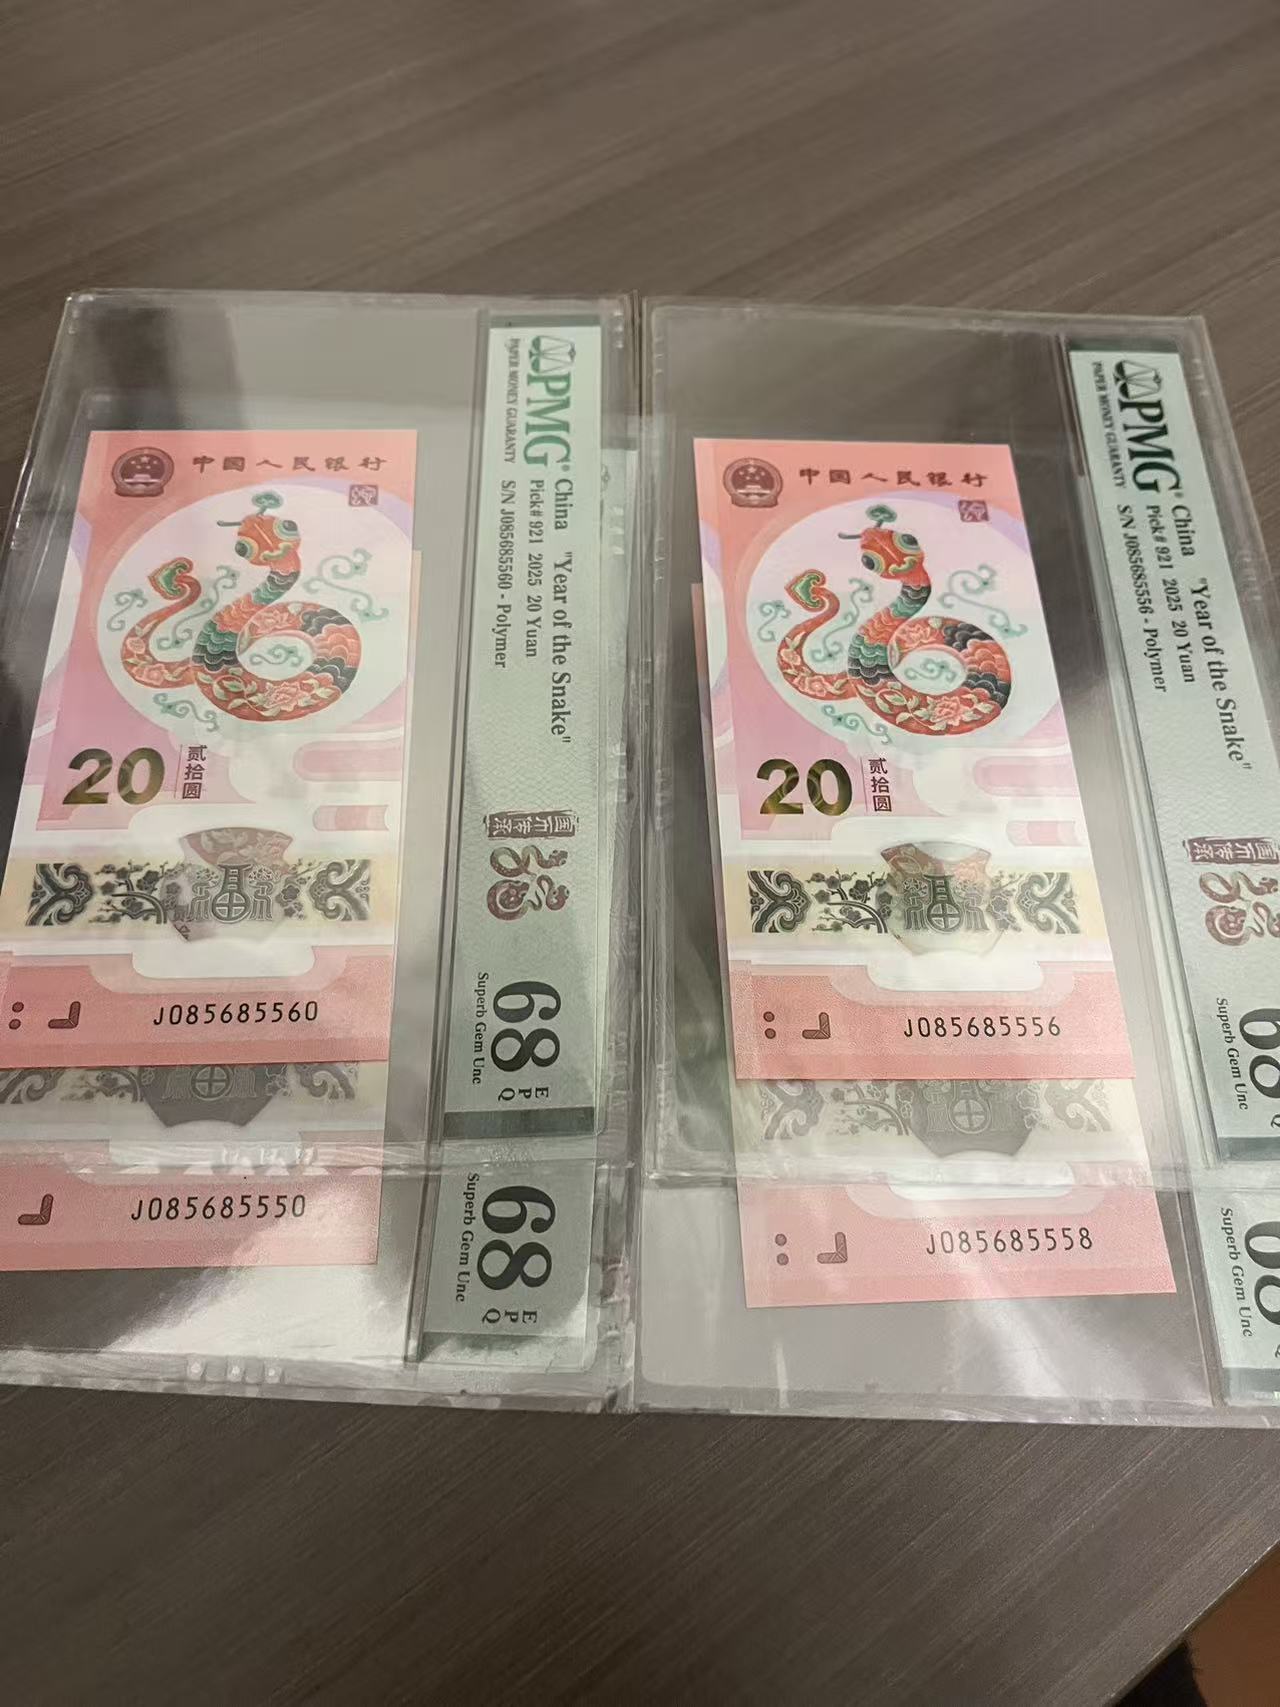 中国人民银行
20
贰拾圆
J085685560
J085685550
PMG
PAPER MONEY GUARANTY
China "Year of the Snake"
Pick# 921 2025 20 Yuan
S/N J085685560 - Polymer
68 EPQ
Superb Gem Unc
68 EPQ
Superb Gem Unc
中国人民银行
20
贰拾圆
J085685556
J085685558
PMG
PAPER MONEY GUARANTY
China "Year of the Snake"
Pick# 921 2025 20 Yuan
S/N J085685556 - Polymer
68
Superb Gem Unc
Superb Gem Unc